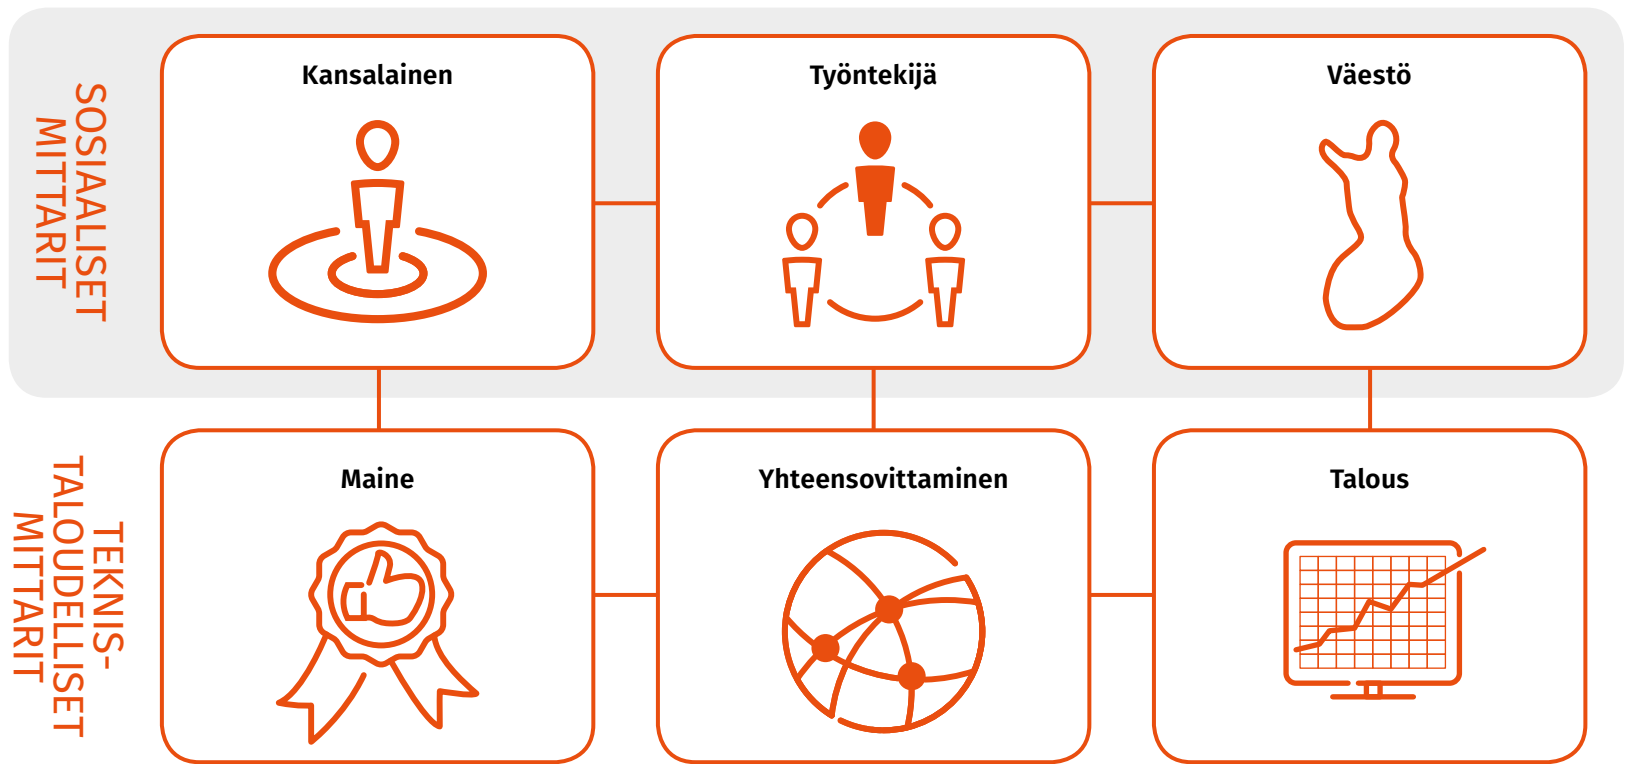 SOSIAALISET
MITTARIT
Kansalainen
Työntekijä
Väestö
TEKNIS-
TALOUDELLISET
MITTARIT
Maine
Yhteensovittaminen
Talous